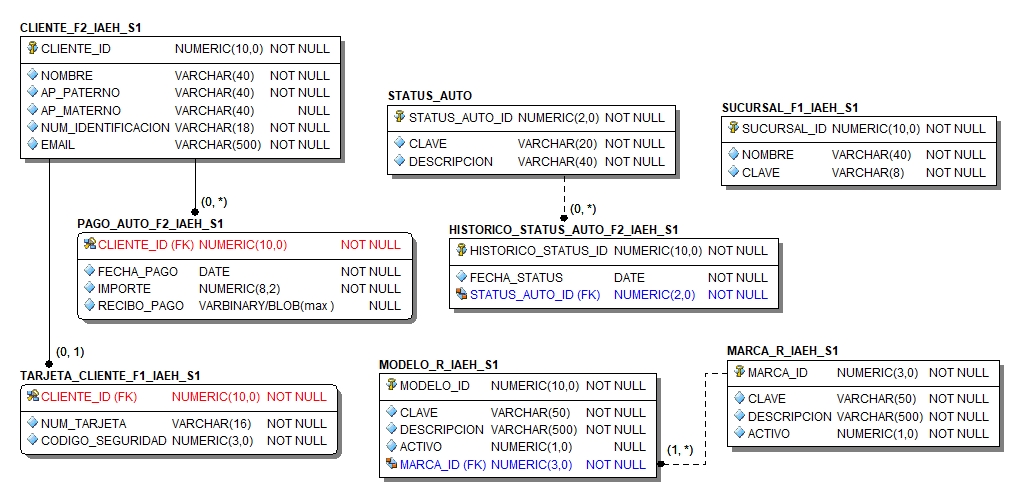 CLIENTE_F2_IAEH_S1
CLIENTE_ID NUMERIC(10,0) NOT NULL
NOMBRE VARCHAR(40) NOT NULL
AP_PATERNO VARCHAR(40) NOT NULL
AP_MATERNO VARCHAR(40) NULL
NUM_IDENTIFICACION VARCHAR(18) NOT NULL
EMAIL VARCHAR(500) NOT NULL
STATUS_AUTO
STATUS_AUTO_ID NUMERIC(2,0) NOT NULL
CLAVE VARCHAR(20) NOT NULL
DESCRIPCION VARCHAR(40) NOT NULL
SUCURSAL_F1_IAEH_S1
SUCURSAL_ID NUMERIC(10,0) NOT NULL
NOMBRE VARCHAR(40) NOT NULL
CLAVE VARCHAR(8) NOT NULL
(0, *)
PAGO_AUTO_F2_IAEH_S1
CLIENTE_ID (FK) NUMERIC(10,0) NOT NULL
FECHA_PAGO DATE NOT NULL
IMPORTE NUMERIC(8,2) NOT NULL
RECIBO_PAGO VARBINARY/BLOB(max ) NULL
(0, *)
HISTORICO_STATUS_AUTO_F2_IAEH_S1
HISTORICO_STATUS_ID NUMERIC(10,0) NOT NULL
FECHA_STATUS DATE NOT NULL
STATUS_AUTO_ID (FK) NUMERIC(2,0) NOT NULL
(0, 1)
TARJETA_CLIENTE_F1_IAEH_S1
CLIENTE_ID (FK) NUMERIC(10,0) NOT NULL
NUM_TARJETA VARCHAR(16) NOT NULL
CODIGO_SEGURIDAD NUMERIC(3,0) NOT NULL
MODELO_R_IAEH_S1
MODELO_ID NUMERIC(10,0) NOT NULL
CLAVE VARCHAR(50) NOT NULL
DESCRIPCION VARCHAR(500) NOT NULL
ACTIVO NUMERIC(1,0) NULL
MARCA_ID (FK) NUMERIC(3,0) NOT NULL
(1, *)
MARCA_R_IAEH_S1
MARCA_ID NUMERIC(3,0) NOT NULL
CLAVE VARCHAR(50) NOT NULL
DESCRIPCION VARCHAR(500) NOT NULL
ACTIVO NUMERIC(1,0) NOT NULL